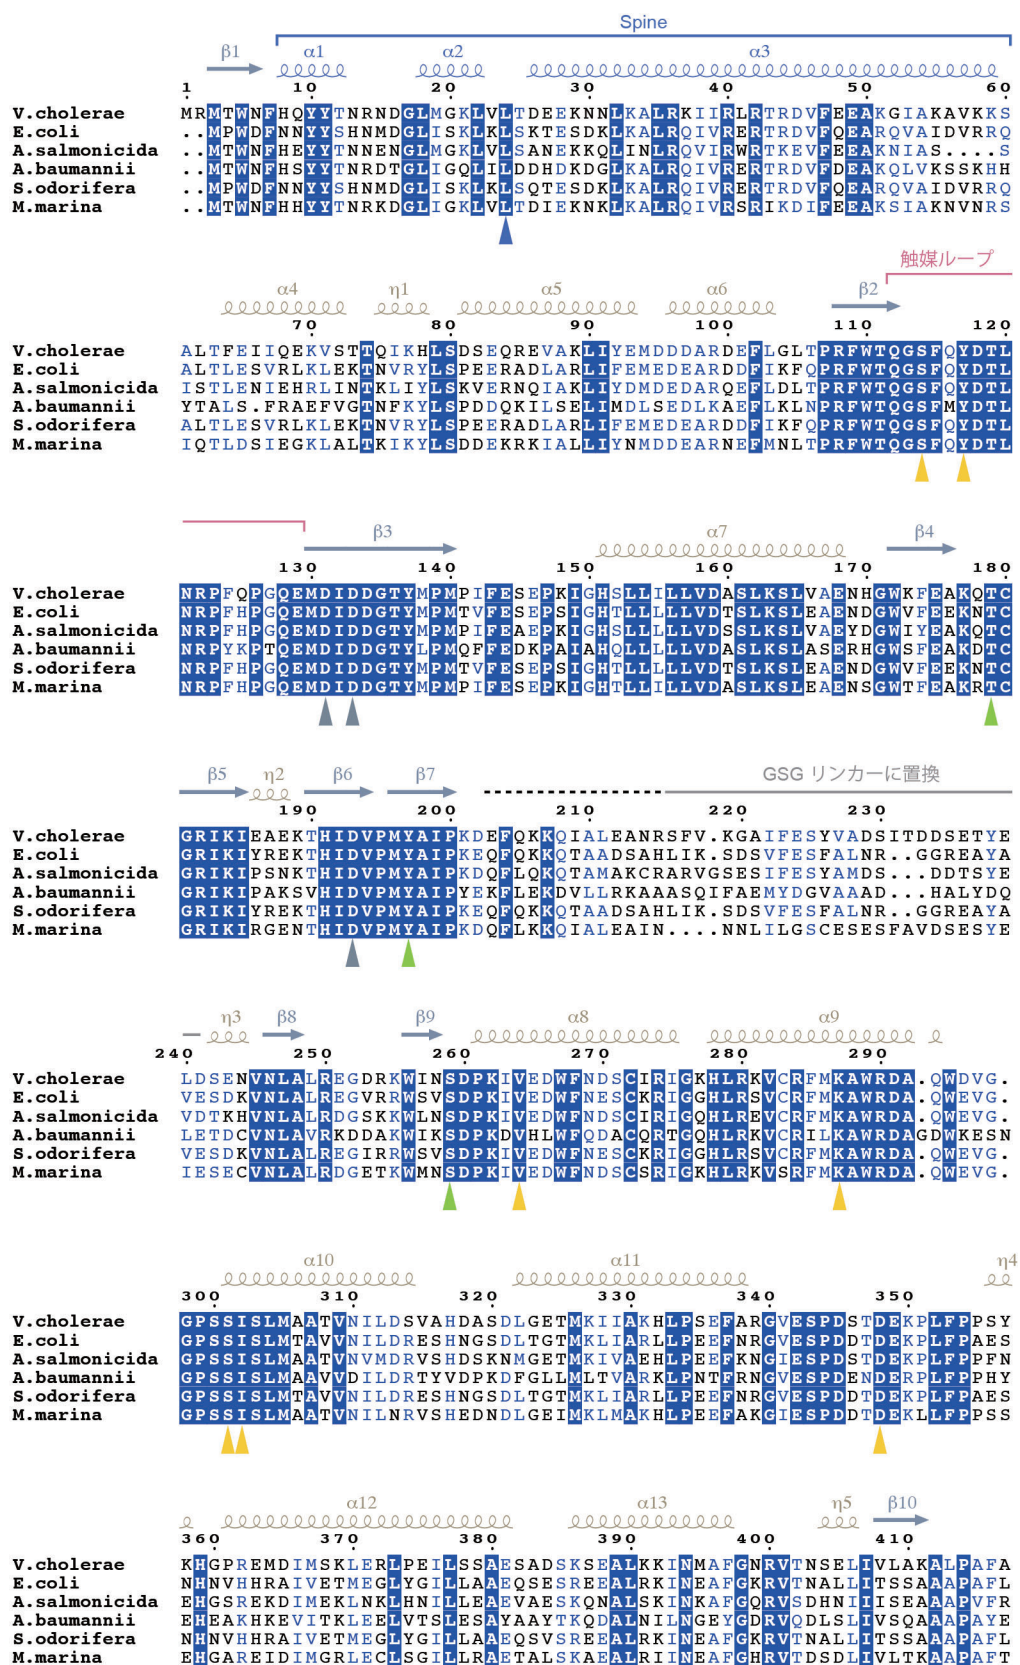 Spine
β1 α1 α2 α3
1 10 20 30 40 50 60
V.cholerae MRMTWNFHQYYTNRNDGLMGKLVLTDEEKNNLKALRKIIRLRTRDVFEEAKGIAKAVKKS
E.coli ..MPWDFNNYYSHNMDGLISKLKLSKTESDKLKALRQIVRERTRDVFQEARQVAIDVRRQ
A.salmonicida ..MTWNFHEYYTNNENGLMGKLVLSANEKKQLINLRQVIRWRTKEVFEEAKNIAS....S
A.baumannii ..MTWNFHSYYTNRDTGLIGQLILDDHDKDGLKALRQIVRERTRDVFEEAKQLVKSSKHH
S.odorifera ..MPWDFNNYYSHNMDGLISKLKLSQTESDKLKALRQIVRERTRDVFQEARQVAIDVRRQ
M.marina ..MTWNFHHYYTNRKDGLIGKLVLTDIEKNKLKALRQIVRSRIKDIFEEAKSIAKNVNRS
触媒ループ
α4 η1 α5 α6 β2
70 80 90 100 110 120
V.cholerae ALTFEIIQEKVSTTQIKHLSDSEQREVAKLIYEMDDDARDEFLGLTPRFWTQGSFQYDTL
E.coli ALTLESVRLKLEKTNVRYLSPEERADLARLIFEMEDEARDDFIKFQPRFWTQGSFQYDTL
A.salmonicida ISTLENIEHRLINTKLIYLSKVERNQIAKLIYDMDEDARQEFLDLTPRFWTQGSFQYDTL
A.baumannii YTALS.FRAEFVGTNFKYLSPDDQKILSELIMDLSEDLKAEFLKLNPRFWTQGSFMYDTL
S.odorifera ALTLESVRLKLEKTNVRYLSPEERADLARLIFEMEDEARDDFIKFQPRFWTQGSFQYDTL
M.marina IQTLDSIEGKLALTKIKYLSDDEKRKIALLIYNMDDEARNEFMNLTPRFWTQGSFQYDTL
β3 α7 β4
130 140 150 160 170 180
V.cholerae NRPFQPGQEMDIDDGTYMPMPIFESEPKIGHSLLILLVDASLKSLVAENHGWKFEAKQTC
E.coli NRPFHPGQEMDIDDGTYMPMTVFESEPSIGHTLLLLLVDTSLKSLEAENDGWVFEEKNTC
A.salmonicida NRPFHPGQEMDIDDGTYMPMPIFEAEPKIGHSLLLLLVDSSLKSLVAEYDGWIYEAKQTC
A.baumannii NRPYKPTQEMDIDDGTYLPMQFFEDKPAIAHQLLLLLVDASLKSLASERHGWSFEAKDTC
S.odorifera NRPFHPGQEMDIDDGTYMPMTVFESEPSIGHTLLLLLVDTSLKSLEAENDGWVFEEKNTC
M.marina NRPFHPGQEMDIDDGTYMPMPIFESEPKIGHTLLILLVDASLKSLEAENSGWTFEAKRTC
β5 η2 β6 β7 GSG リンカーに置換
190 200 210 220 230
V.cholerae GRIKIEAEKTHIDVPMYAIPKDEFQKKQIALEANRSFV.KGAIFESYVADSITDDSETYE
E.coli GRIKIYREKTHIDVPMYAIPKEQFQKKQTAADSAHLIK.SDSVFESFALNR..GGREAYA
A.salmonicida GRIKIPSNKTHIDVPMYAIPKDQFLQKQTAMAKCRARVGSESIFESYAMDS...DDTSYE
A.baumannii GRIKIPAKSVHIDVPMYAIPYEKFLEKDVLLRKAAASQIFAEMYDGVAAAD...HALYDQ
S.odorifera GRIKIYREKTHIDVPMYAIPKEQFQKKQTAADSAHLIK.SDSVFESFALNR..GGREAYA
M.marina GRIKIRGENTHIDVPMYAIPKDQFLKKQIALEAIN....NNLILGSCESESFAVDSESYE
η3 β8 β9 α8 α9
240 250 260 270 280 290
V.cholerae LDSENVNLALREGDRKWINSDPKIVEDWFNDSCIRIGKHLRKVCRFMKAWRDA.QWDVG.
E.coli VESDKVNLALREGVRRWSVSDPKIVEDWFNESCKRIGGHLRSVCRFMKAWRDA.QWEVG.
A.salmonicida VDTKHVNLALRDGSKKWLNSDPKIVEDWFNDSCIRIGQHLREVCRFMKAWRDA.QWEVG.
A.baumannii LETDCVNLAVRKDDAKWIKSDPKDVHLWFQDACQRTGQHLRKVCRILKAWRDAGDWKESN
S.odorifera VESDKVNLALREGIRRWSVSDPKIVEDWFNESCKRIGGHLRSVCRFMKAWRDA.QWEVG.
M.marina IESECVNLALRDGETKWMNSDPKIVEDWFNDSCSRIGKHLRKVSRFMKAWRDA.QWEVG.
α10 α11 η4
300 310 320 330 340 350
V.cholerae GPSSISLMAATVNILDSVAHDASDLGETMKIIAKHLPSEFARGVESPDSTDEKPLFPPSY
E.coli GPSSISLMTATVNILDRESHNGSDLTGTMKLIARLLPEEFNRGVESPDDTDEKPLFPAES
A.salmonicida GPSSISLMAATVNVMDRVSHDSKNMGETMKIVAEHLPEEFKNGIESPDSTDEKPLFPPFN
A.baumannii GPSSISLMAAVVDILDRTYVPDKDFGLLMLTVARKLPNTFRNGVESPDENDERPLFPPHY
S.odorifera GPSSISLMTAVVNILDRESHNGSDLTGTMKLIARLLPEEFNRGVESPDDTDEKPLFPAES
M.marina GPSSISLMAATVNILNRVSHEDNDLGEIMKLMAKHLPEEFAKGIESPDDTDEKLLFPPSS
α12 α13 η5 β10
360 370 380 390 400 410
V.cholerae KHGPREMDIMSKLERLPEILSSAESADSKSEALKKINMAFGNRVTNSELIVLAKALPAFA
E.coli NHNVHHRAIVETMEGLYGILLAAEQSESREEALRKINEAFGKRVTNALLITSSAAAPAFL
A.salmonicida EHGSREKDIMEKLNKLHNILLEAEVAESKQNALSKINKAFGQRVSDHNIIISEAAAPVFR
A.baumannii EHEAKHKEVITKLEELVTSLESAYAAYTKQDALNILNGEYGDRVQDLSLIVSQAAAPAYE
S.odorifera NHNVHHRAIVETMEGLYGILLAAEQSVSREEALRKINEAFGKRVTNALLITSSAAAPAFL
M.marina EHGAREIDIMGRLECLSGILLRAETALSKAEALRKINEAFGHRVTDSDLIVLTKAAPAFT